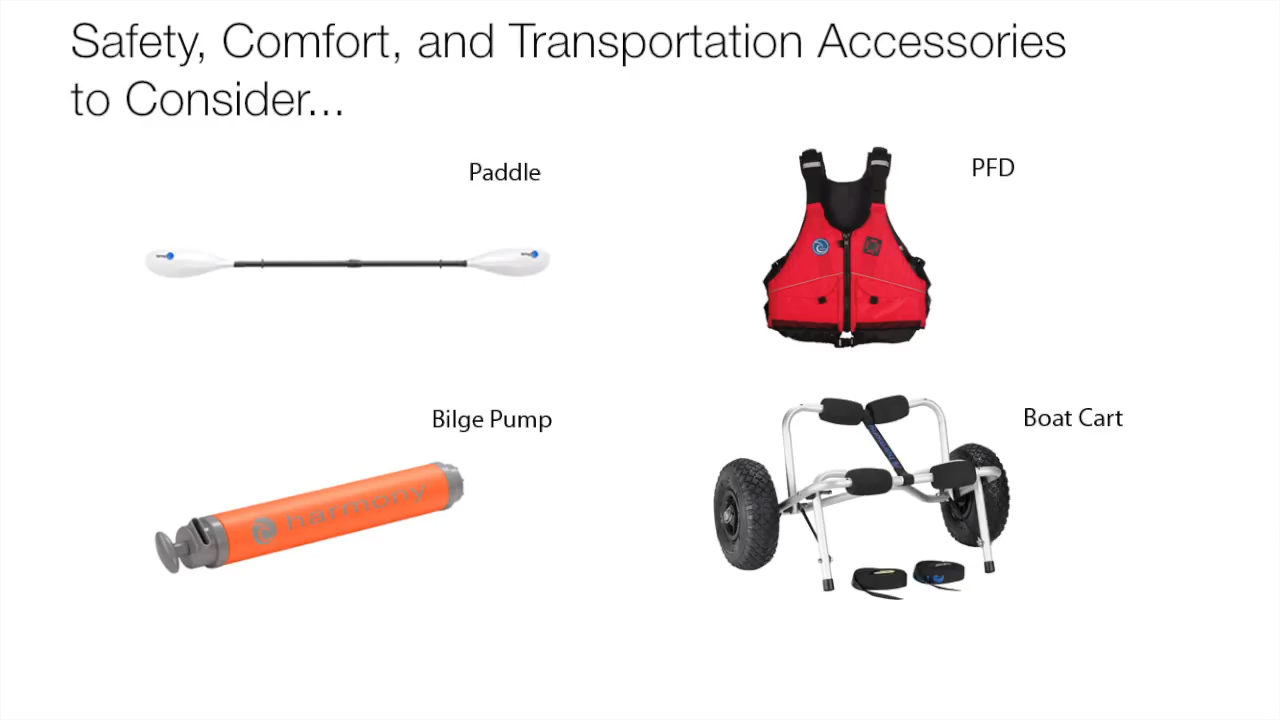 Safety, Comfort, and Transportation Accessories
to Consider...
Paddle
PFD
Bilge Pump
Boat Cart
harmony